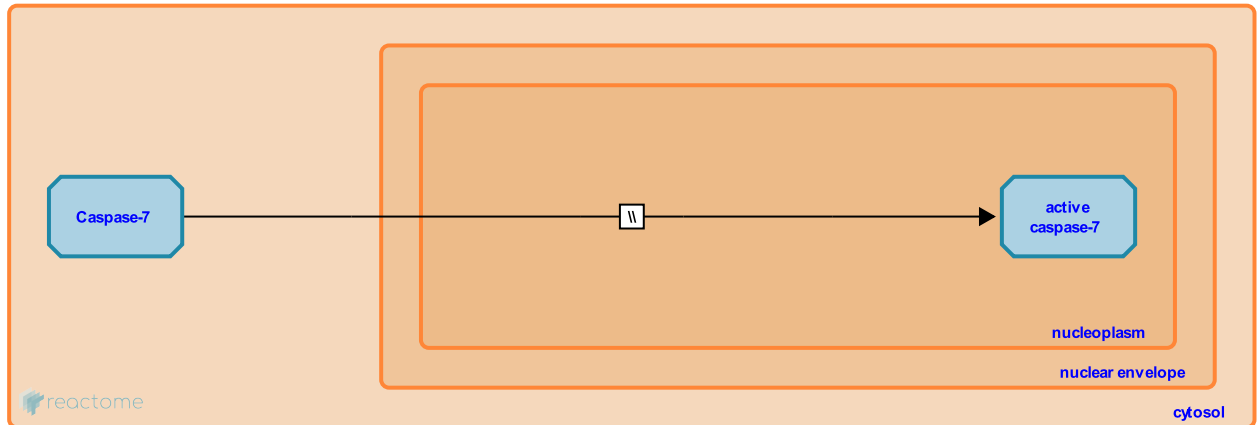 Caspase-7
\\
active
caspase-7
nucleoplasm
nuclear envelope
reactome
cytosol